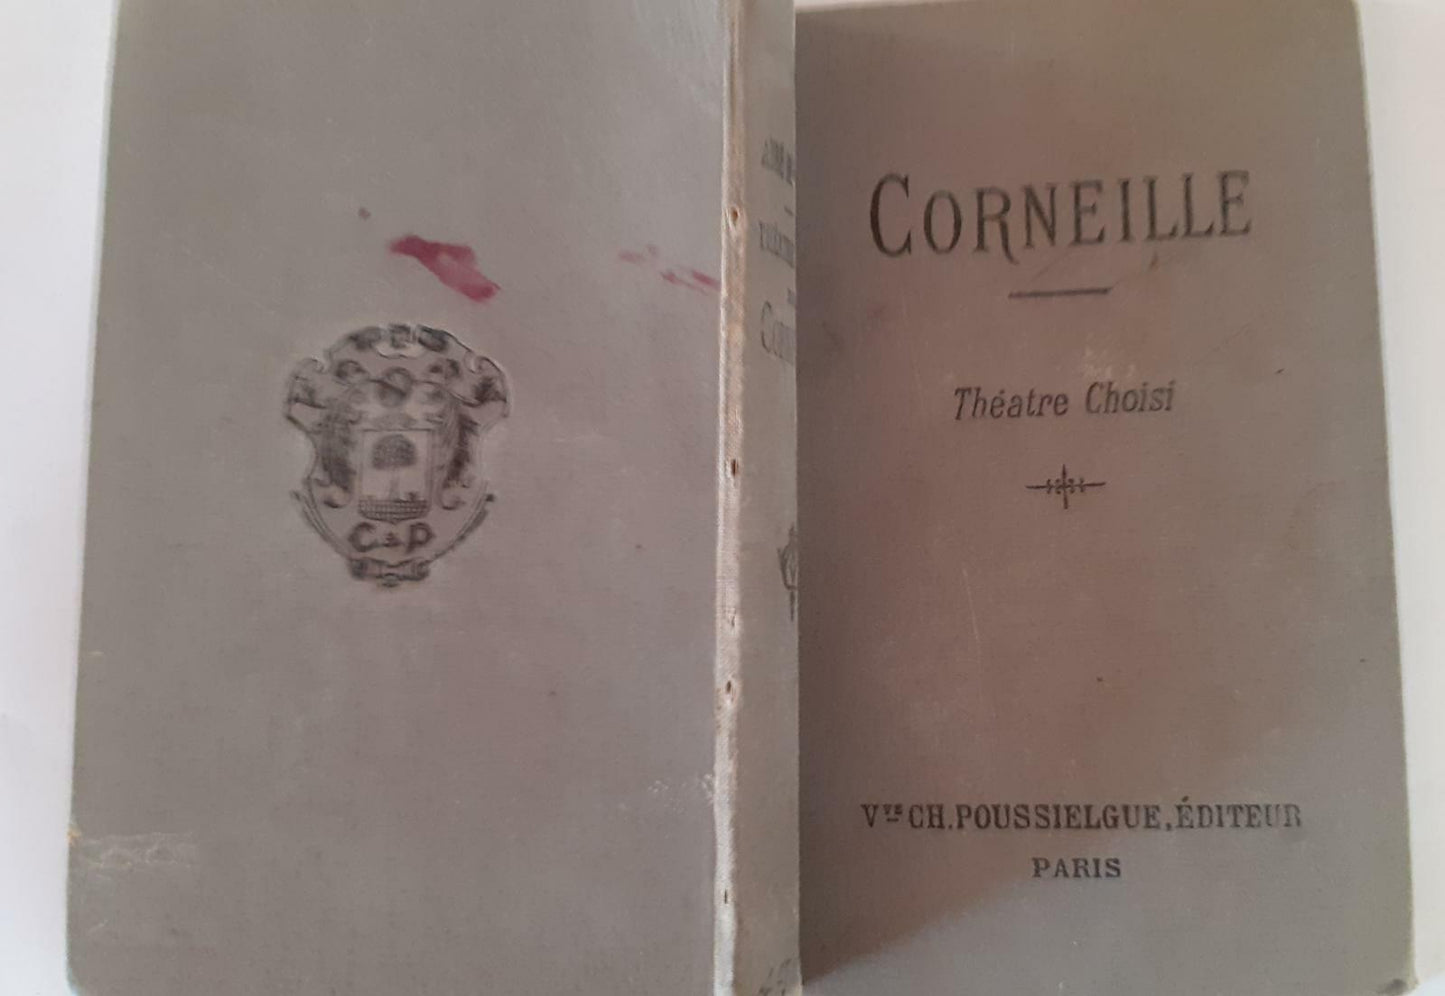 C & P
CORNEILLE
Théatre Choisi
Vve CH. POUSSIELGUE, ÉDITEUR
PARIS